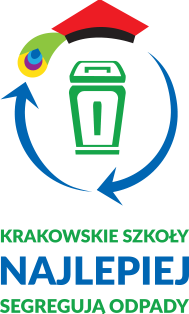 KRAKOWSKIE SZKOŁY
NAJLEPIEJ
SEGREGUJĄ ODPADY